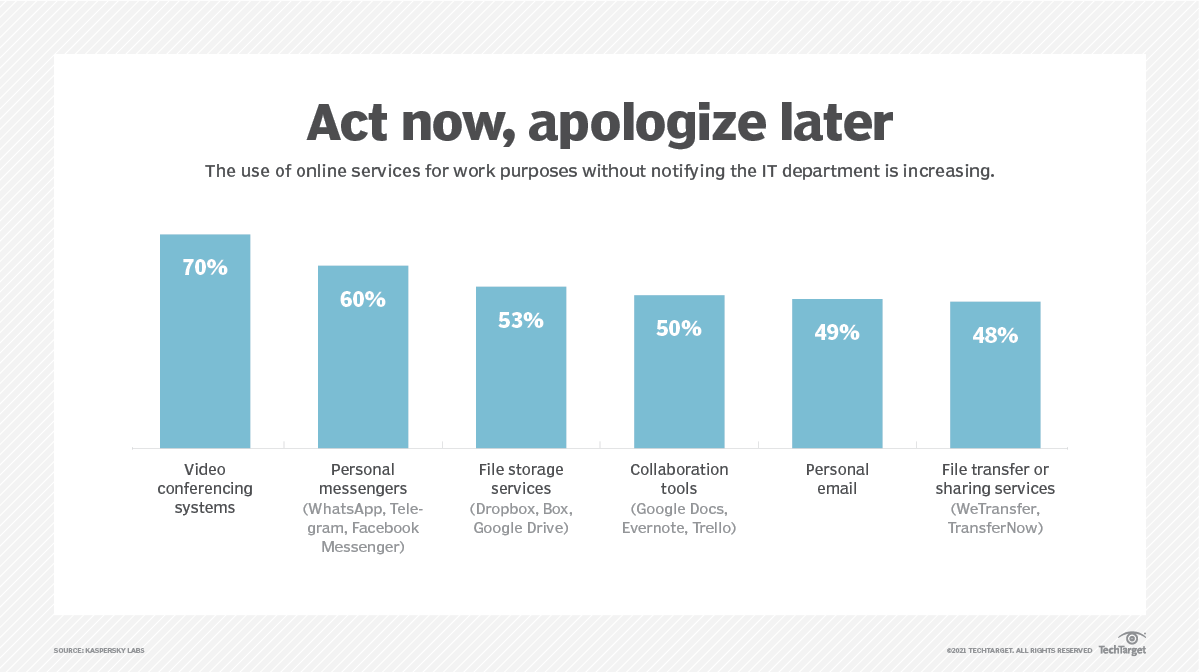 Act now, apologize later
The use of online services for work purposes without notifying the IT department is increasing.
70%
60%
53%
50%
49%
48%
Video
conferencing
systems
Personal
messengers
(WhatsApp, Tele-
gram, Facebook
Messenger)
File storage
services
(Dropbox, Box,
Google Drive)
Collaboration
tools
(Google Docs,
Evernote, Trello)
Personal
email
File transfer or
sharing services
(WeTransfer,
TransferNow)
SOURCE: KASPERSKY LABS
©2021 TECHTARGET. ALL RIGHTS RESERVED
TechTarget